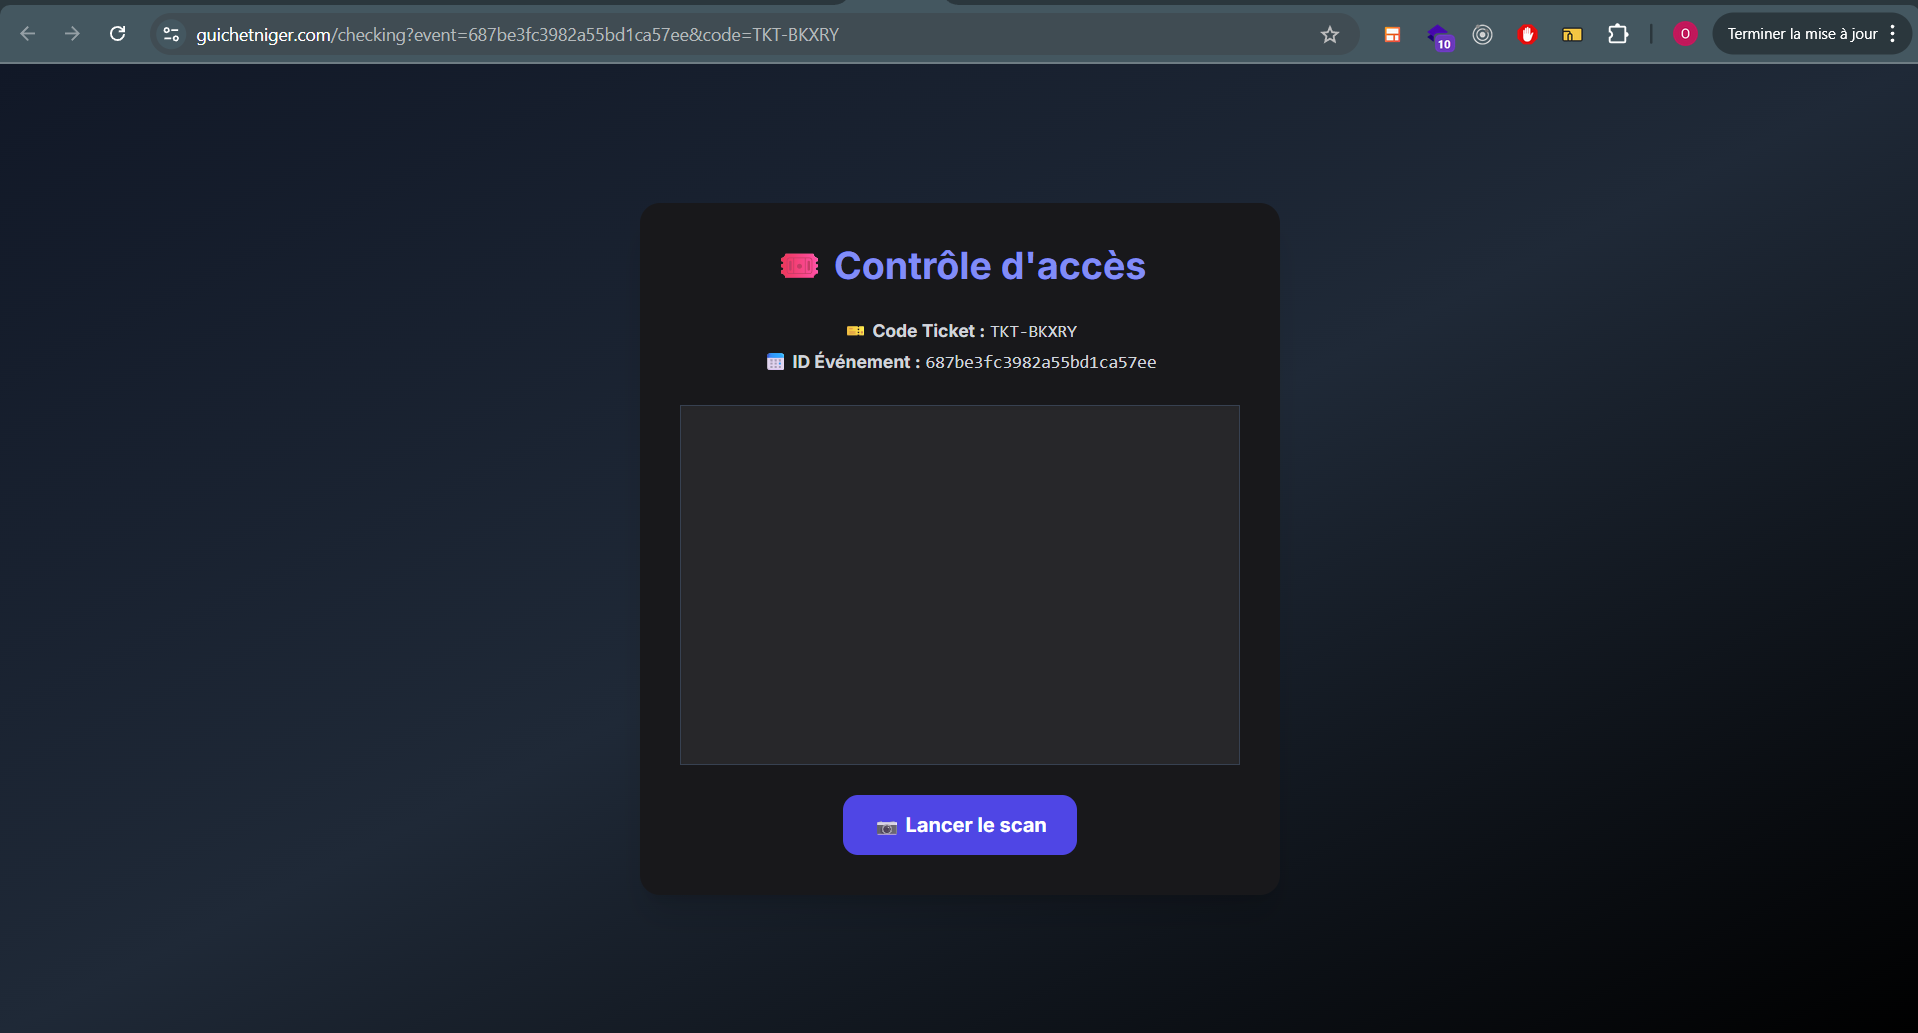 guichetniger.com/checking?event=687be3fc3982a55bd1ca57ee&code=TKT-BKXRY
10
O
Terminer la mise à jour
Contrôle d'accès
Code Ticket : TKT-BKXRY
ID Événement : 687be3fc3982a55bd1ca57ee
Lancer le scan